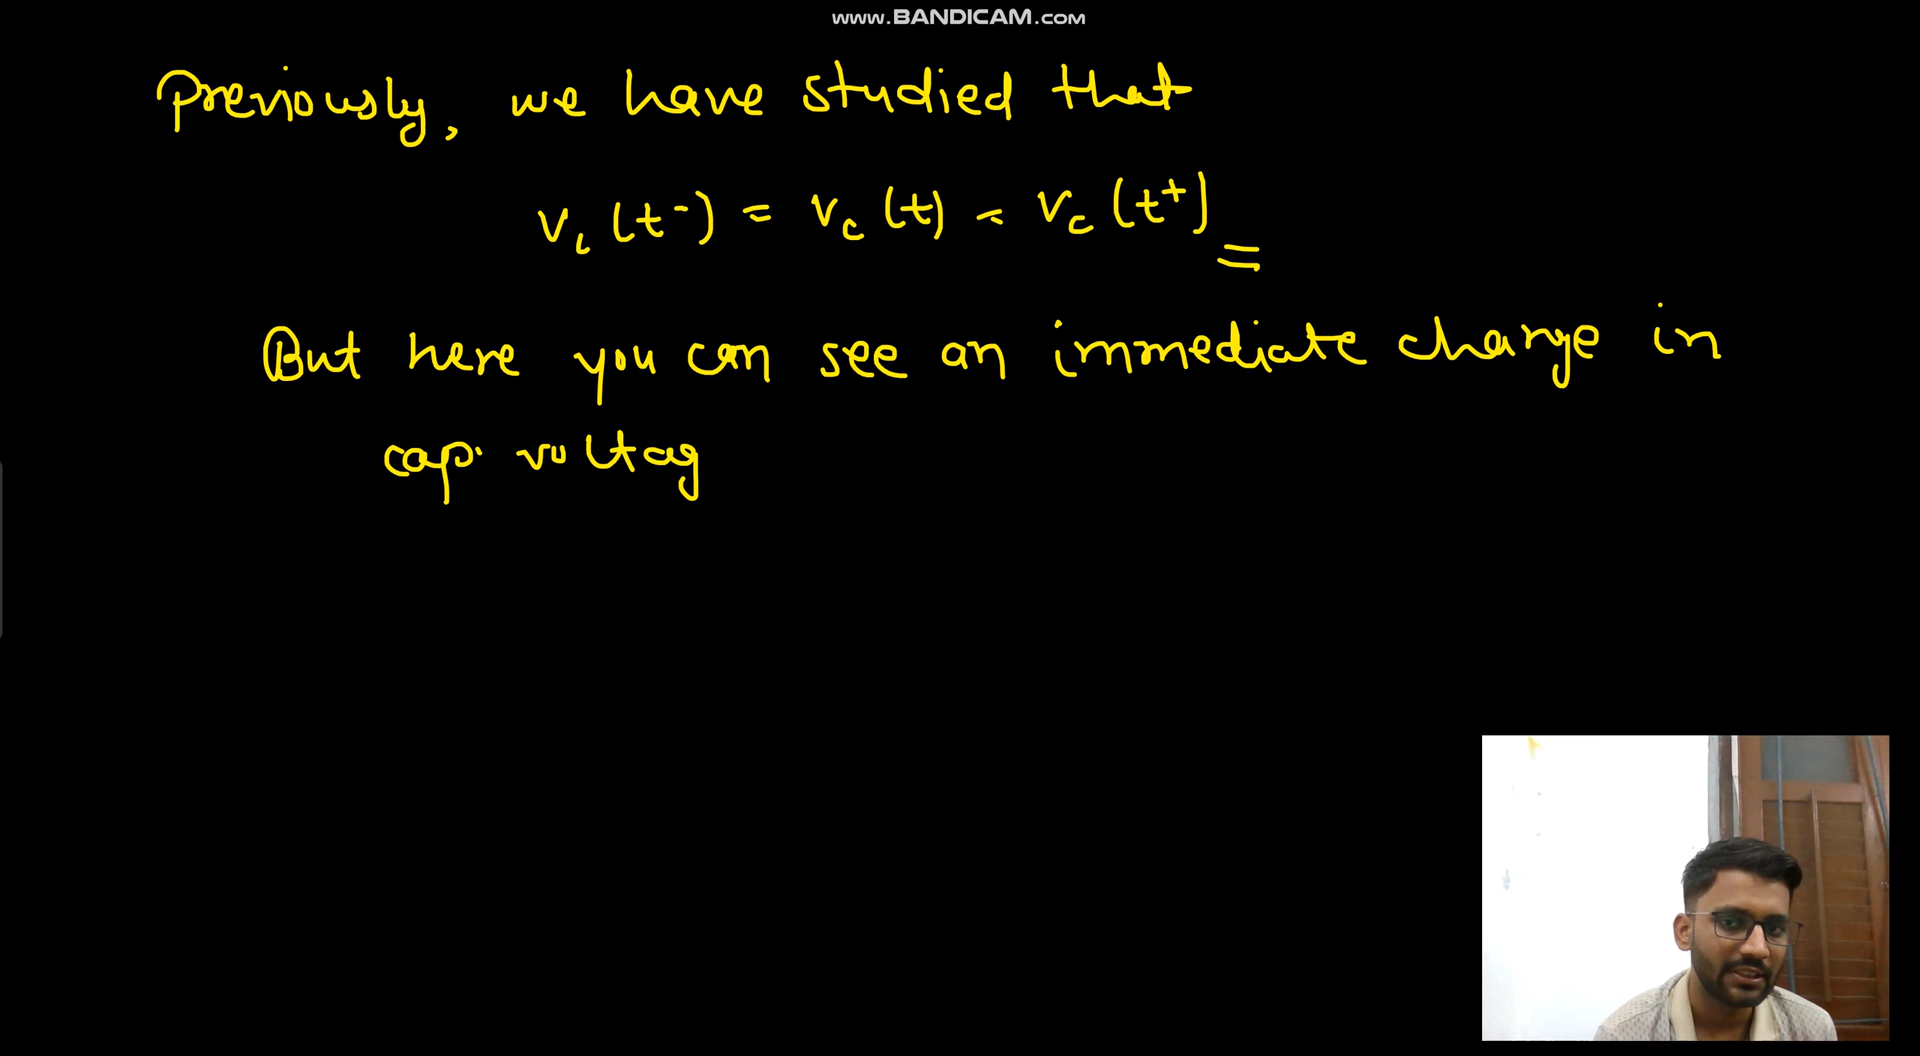 www.BANDICAM.com
Previously, we have studied that
Vc (t⁻) = Vc (t) = Vc (t⁺)
But here you can see an immediate change in
cap. voltag